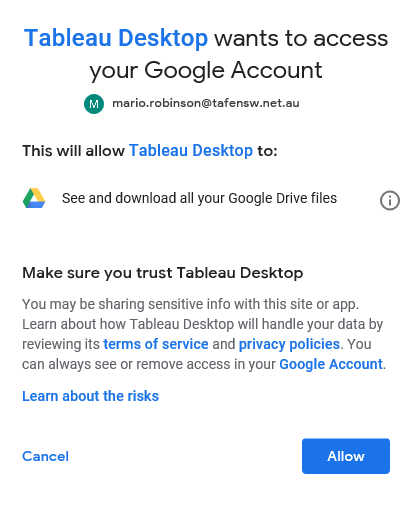 Tableau Desktop wants to access
your Google Account
M mario.robinson@tafensw.net.au
This will allow Tableau Desktop to:
See and download all your Google Drive files
Make sure you trust Tableau Desktop
You may be sharing sensitive info with this site or app.
Learn about how Tableau Desktop will handle your data by
reviewing its terms of service and privacy policies. You
can always see or remove access in your Google Account.
Learn about the risks
Cancel Allow